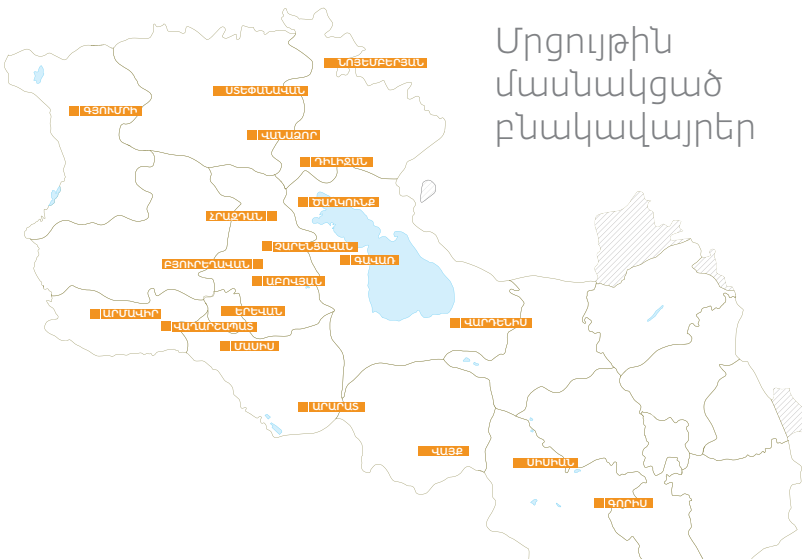 Մրցույթին
մասնակցած
բնակավայրեր
ՆՈՅԵՄԲԵՐՅԱՆ
ՍՏԵՓԱՆԱՎԱՆ
ԳՅՈՒՄՐԻ
ՎԱՆԱՁՈՐ
ԴԻԼԻՋԱՆ
ԾԱՂԿՈՒՆՔ
ՀՐԱԶԴԱՆ
ՉԱՐԵՆՑԱՎԱՆ
ԳԱՎԱՌ
ԲՅՈՒՐԵՂԱՎԱՆ
ԱԲՈՎՅԱՆ
ԵՐԵՎԱՆ
ԱՐՄԱՎԻՐ
ՎԱՂԱՐՇԱՊԱՏ
ՎԱՐԴԵՆԻՍ
ՄԱՍԻՍ
ԱՐԱՐԱՏ
ՎԱՅՔ
ՍԻՍԻԱՆ
ԳՈՐԻՍ